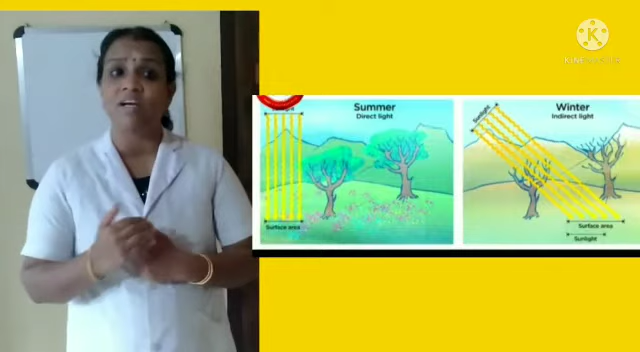 K
KINEMASTER
Summer
Direct light
Surface area
Winter
Indirect light
Sunlight
Surface area
Sunlight